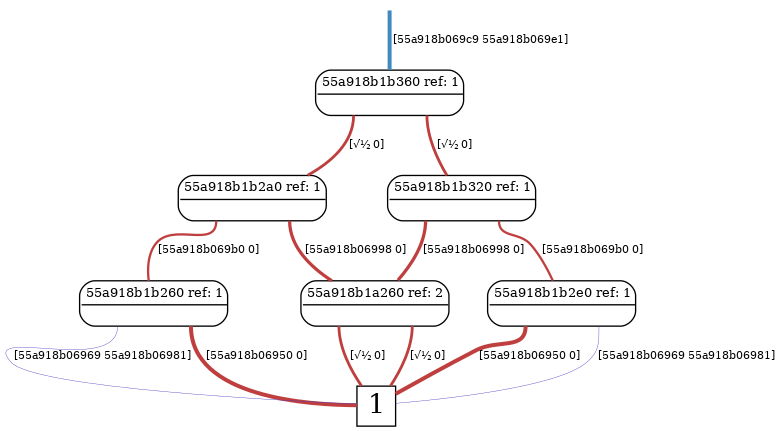 [55a918b069c9 55a918b069e1]
55a918b1b360 ref: 1
[√½ 0] [√½ 0]
55a918b1b2a0 ref: 1 55a918b1b320 ref: 1
[55a918b069b0 0] [55a918b06998 0] [55a918b06998 0] [55a918b069b0 0]
55a918b1b260 ref: 1 55a918b1a260 ref: 2 55a918b1b2e0 ref: 1
[55a918b06969 55a918b06981] [55a918b06950 0] [√½ 0] [√½ 0] [55a918b06950 0] [55a918b06969 55a918b06981]
1